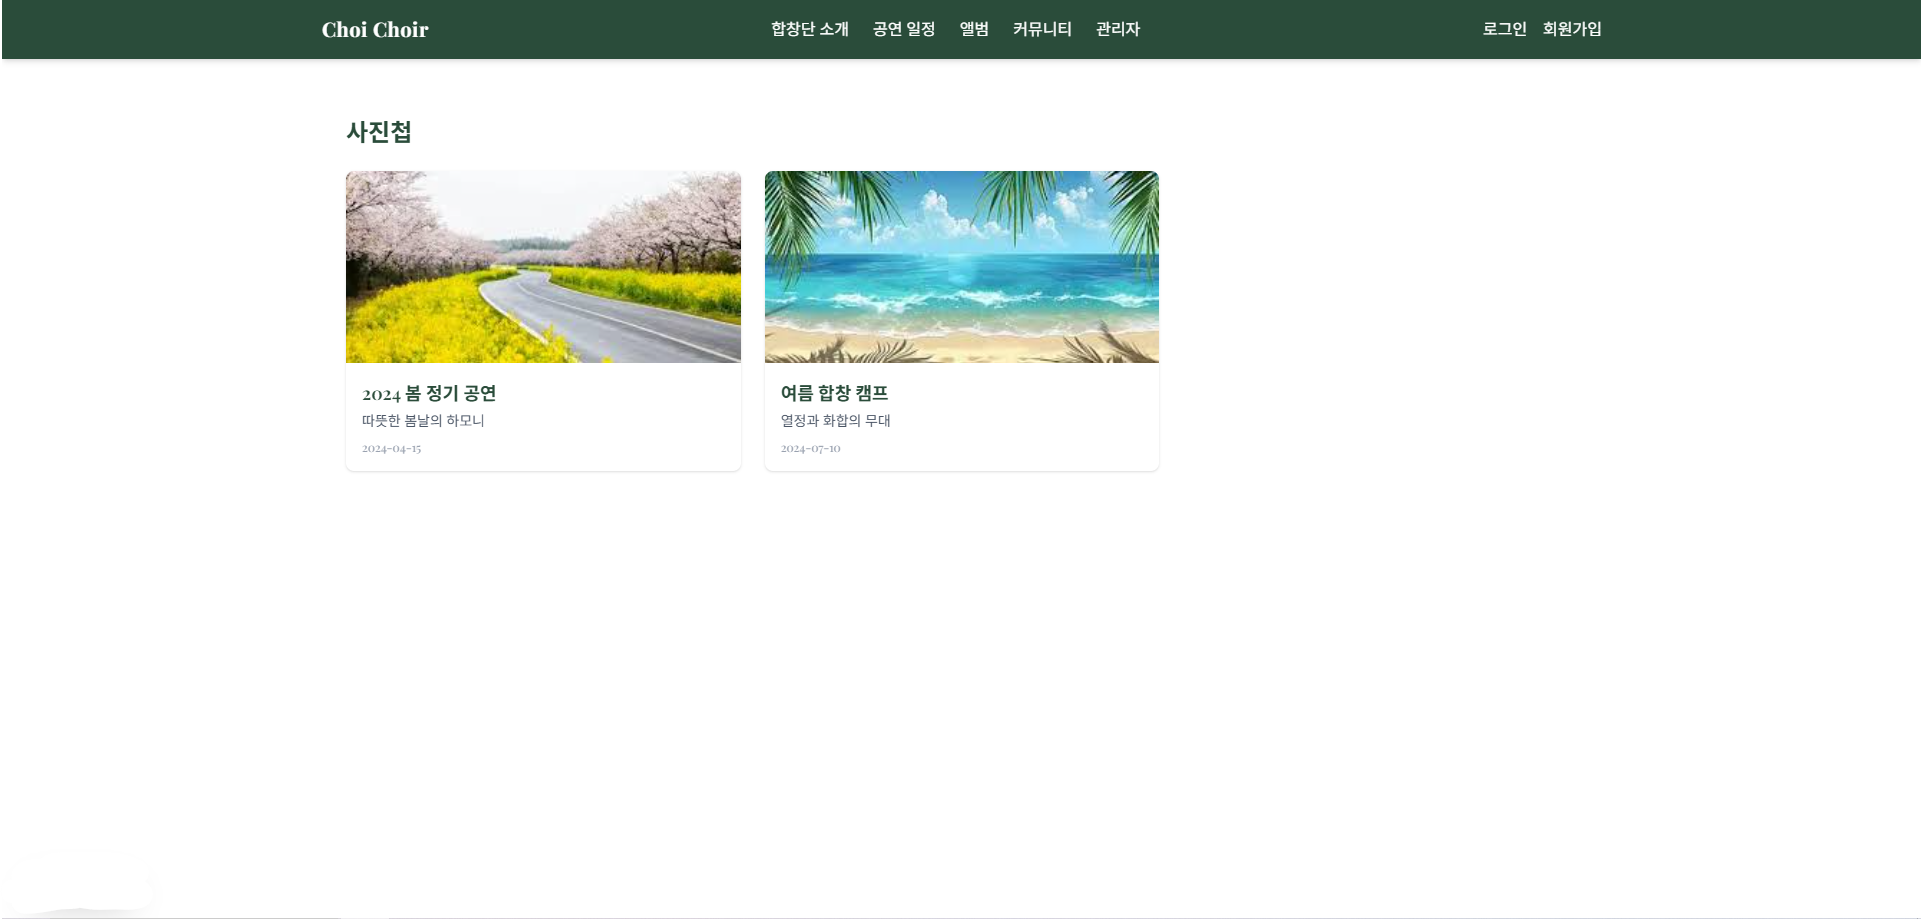 Choi Choir 합창단 소개 공연 일정 앨범 커뮤니티 관리자 로그인 회원가입
사진첩
2024 봄 정기 공연
따뜻한 봄날의 하모니
2024-04-15
여름 합창 캠프
열정과 화합의 무대
2024-07-10